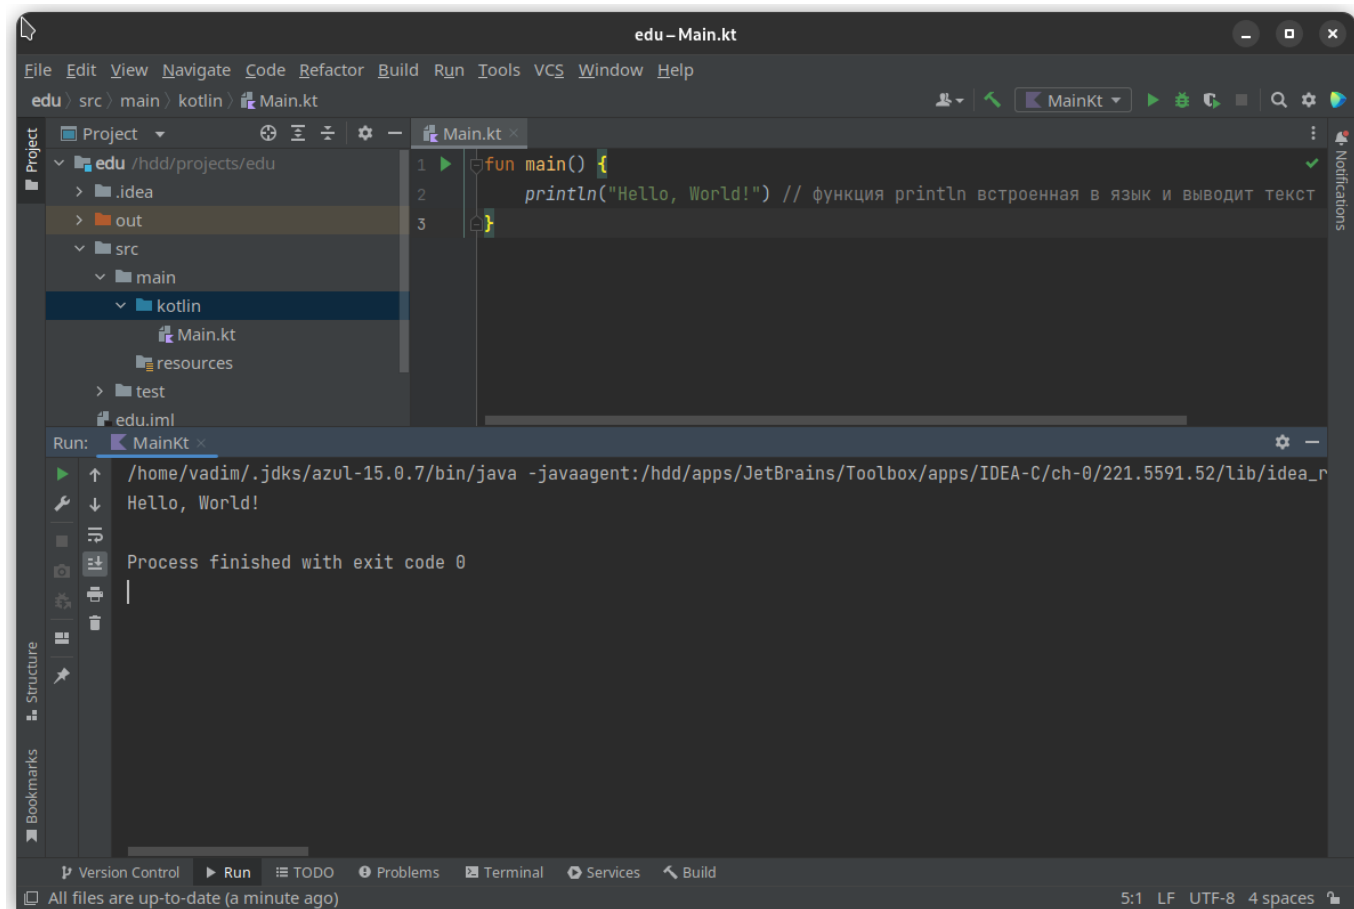 edu – Main.kt
File Edit View Navigate Code Refactor Build Run Tools VCS Window Help
edu src main kotlin Main.kt
MainKt
Project
Main.kt
Project
edu /hdd/projects/edu
.idea
out
src
main
kotlin
Main.kt
resources
test
edu.iml
1 fun main() {
2 println("Hello, World!") // функция println встроенная в язык и выводит текст
3 }
Notifications
Run: MainKt
/home/vadim/.jdks/azul-15.0.7/bin/java -javaagent:/hdd/apps/JetBrains/Toolbox/apps/IDEA-C/ch-0/221.5591.52/lib/idea_r
Hello, World!
Process finished with exit code 0
Structure
Bookmarks
Version Control Run TODO Problems Terminal Services Build
All files are up-to-date (a minute ago)
5:1 LF UTF-8 4 spaces